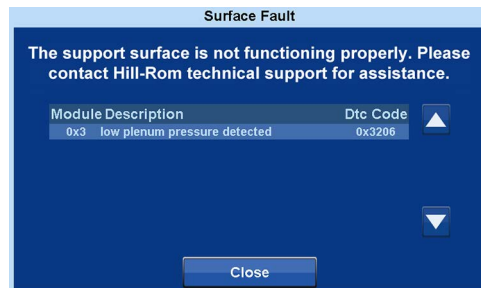 Surface Fault
The support surface is not functioning properly. Please
contact Hill-Rom technical support for assistance.
Module Description Dtc Code
0x3 low plenum pressure detected 0x3206
Close